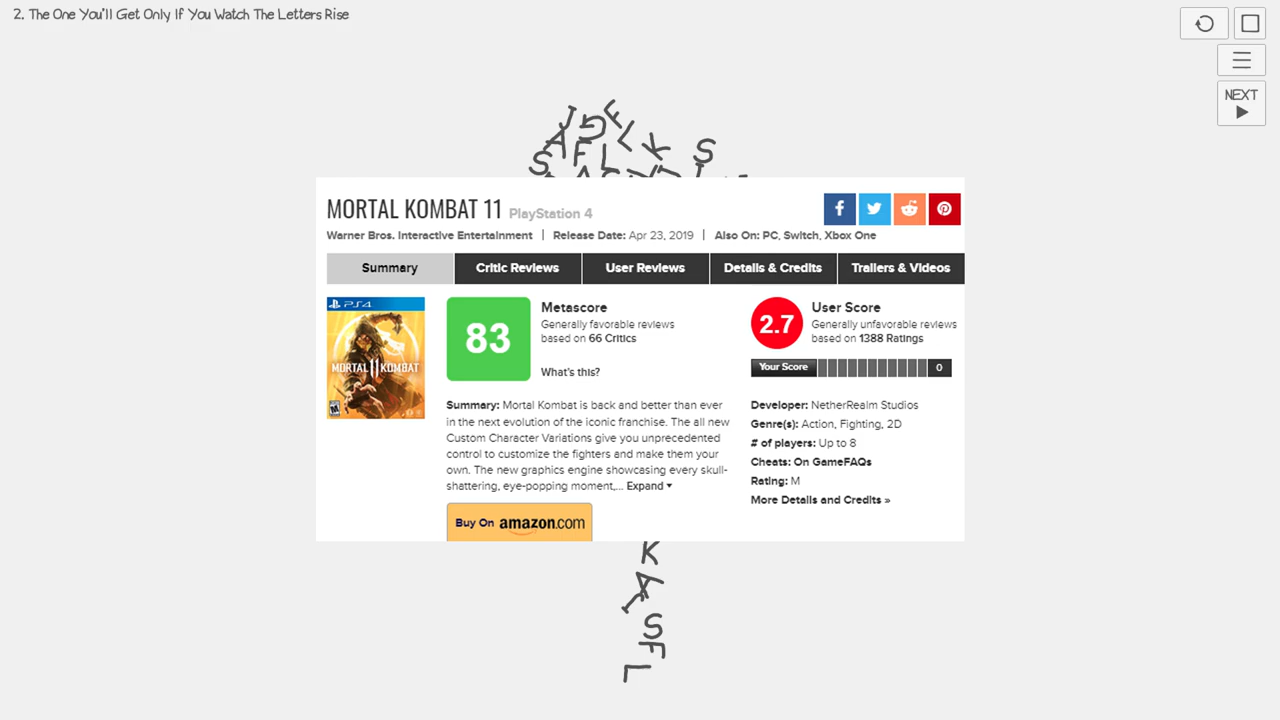 2. The One You'll Get Only If You Watch The Letters Rise
NEXT
J E
A G L K S
S F L
MORTAL KOMBAT 11 PlayStation 4
Warner Bros. Interactive Entertainment | Release Date: Apr 23, 2019 | Also On: PC, Switch, Xbox One
Summary Critic Reviews User Reviews Details & Credits Trailers & Videos
PS4
MORTAL 11 KOMBAT
M
83
Metascore
Generally favorable reviews
based on 66 Critics
What's this?
2.7
User Score
Generally unfavorable reviews
based on 1388 Ratings
Your Score 0
Summary: Mortal Kombat is back and better than ever
in the next evolution of the iconic franchise. The all new
Custom Character Variations give you unprecedented
control to customize the fighters and make them your
own. The new graphics engine showcasing every skull-
shattering, eye-popping moment,... Expand
Buy On amazon.com
Developer: NetherRealm Studios
Genre(s): Action, Fighting, 2D
# of players: Up to 8
Cheats: On GameFAQs
Rating: M
More Details and Credits »
K
A
S
F
L